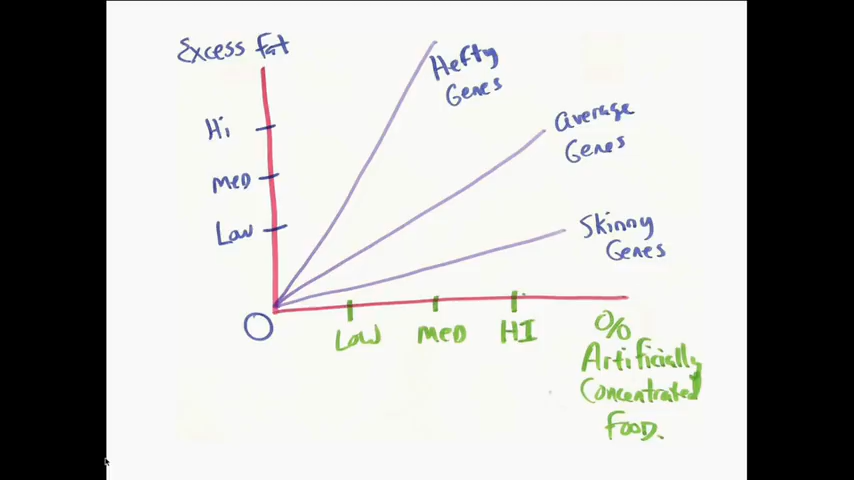 Excess fat
Hefty
Genes
Hi
Average
Genes
MED
Low
Skinny
Genes
O
Low
MED
HI
%
Artificially
Concentrated
Food.